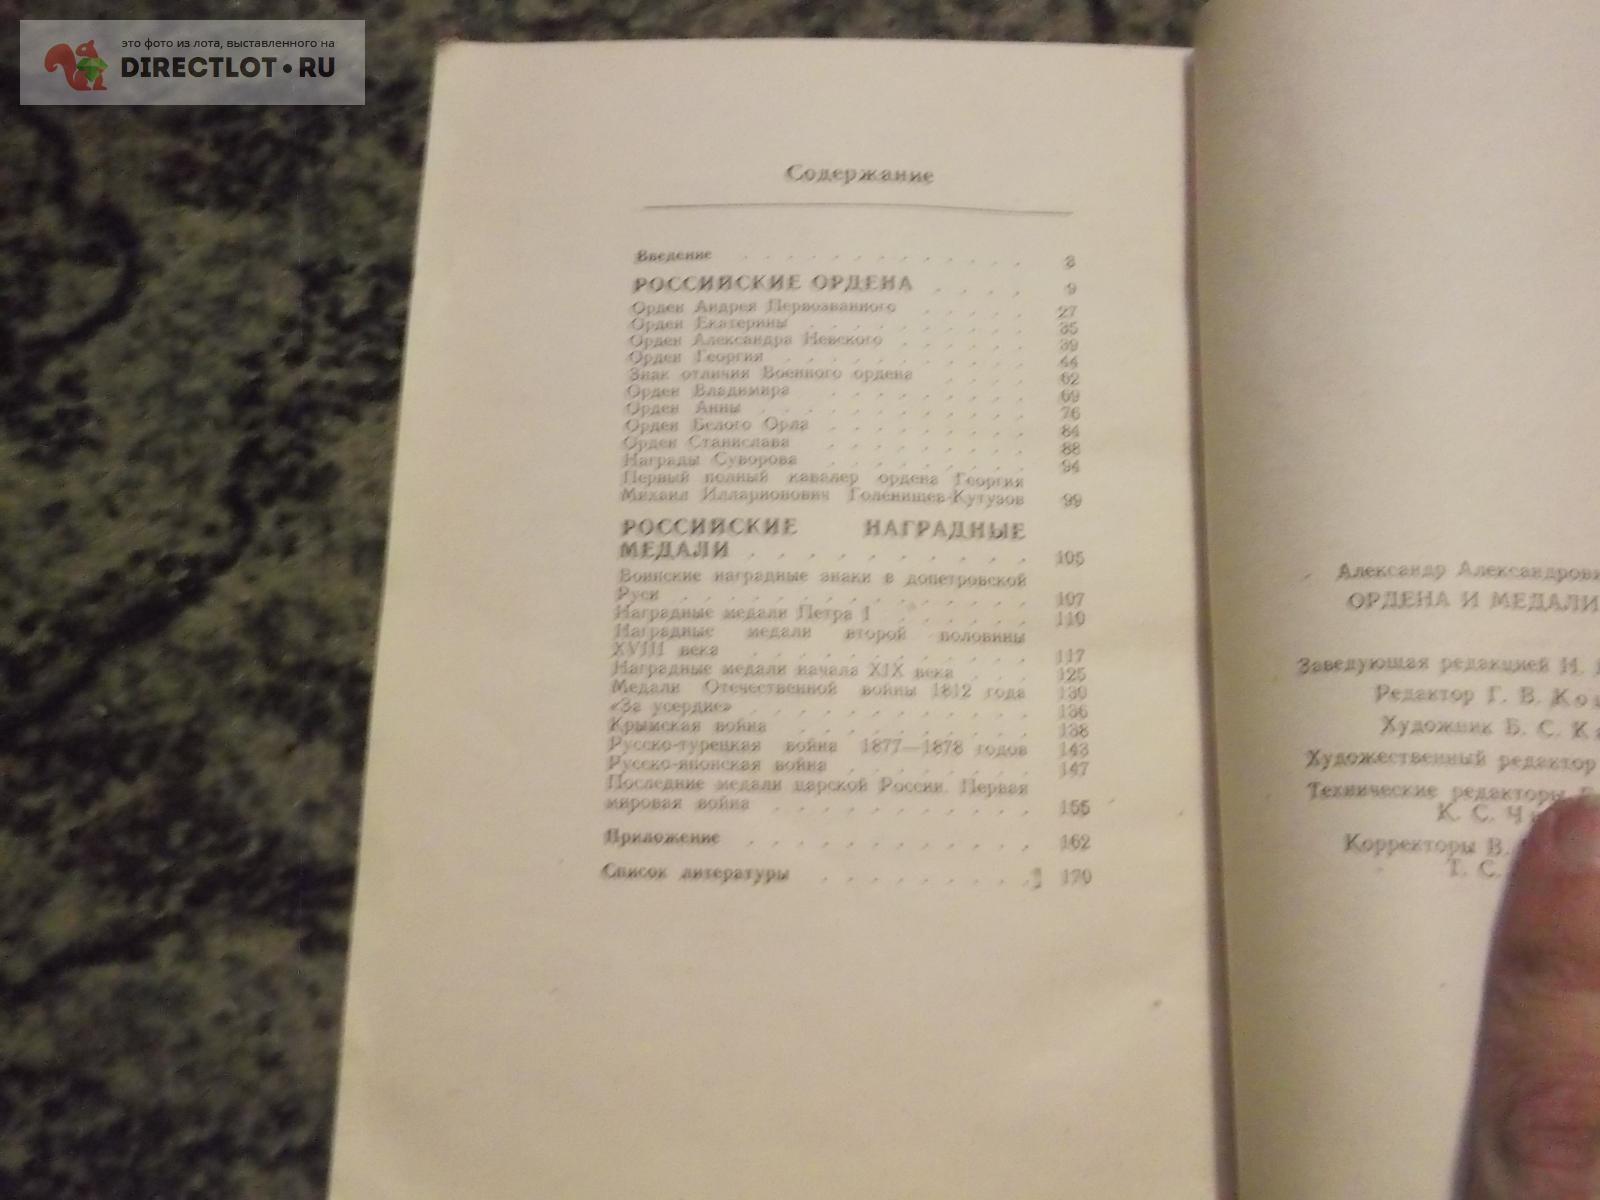 это фото из лота, выставленного на
DIRECTLOT•RU
Содержание
Введение . . . . . . . . . . . 3
РОССИЙСКИЕ ОРДЕНА . . . . 9
Орден Андрея Первозванного . . . . 27
Орден Екатерины . . . . . . . . 35
Орден Александра Невского . . . . . 39
Орден Георгия . . . . . . . . . 44
Знак отличия Военного ордена . . . . 62
Орден Владимира . . . . . . . . 69
Орден Анны . . . . . . . . . . 76
Орден Белого Орла . . . . . . . . 84
Орден Станислава . . . . . . . . 88
Награды Суворова . . . . . . . . 94
Первый полный кавалер ордена Георгия
Михаил Илларионович Голенищев-Кутузов 99
РОССИЙСКИЕ НАГРАДНЫЕ
МЕДАЛИ . . . . . . . . . . 105
Воинские наградные знаки в допетровской
Руси . . . . . . . . . . . . 107
Наградные медали Петра I . . . . . . 110
Наградные медали второй половины
XVIII века . . . . . . . . . . 117
Наградные медали начала XIX века . . . 125
Медали Отечественной войны 1812 года 130
«За усердие» . . . . . . . . . . 136
Крымская война . . . . . . . . . 138
Русско-турецкая война 1877—1878 годов 143
Русско-японская война . . . . . . . 147
Последние медали царской России. Первая
мировая война . . . . . . . . . 155
Приложение . . . . . . . . . . 162
Список литературы . . . . . . . . 170
Александр Александрови
ОРДЕНА И МЕДАЛИ
Заведующая редакцией Н.
Редактор Г. В.
Художник Б. С.
Художественный редактор
Технические редакторы
К. С.
Корректоры В.
Т. С.